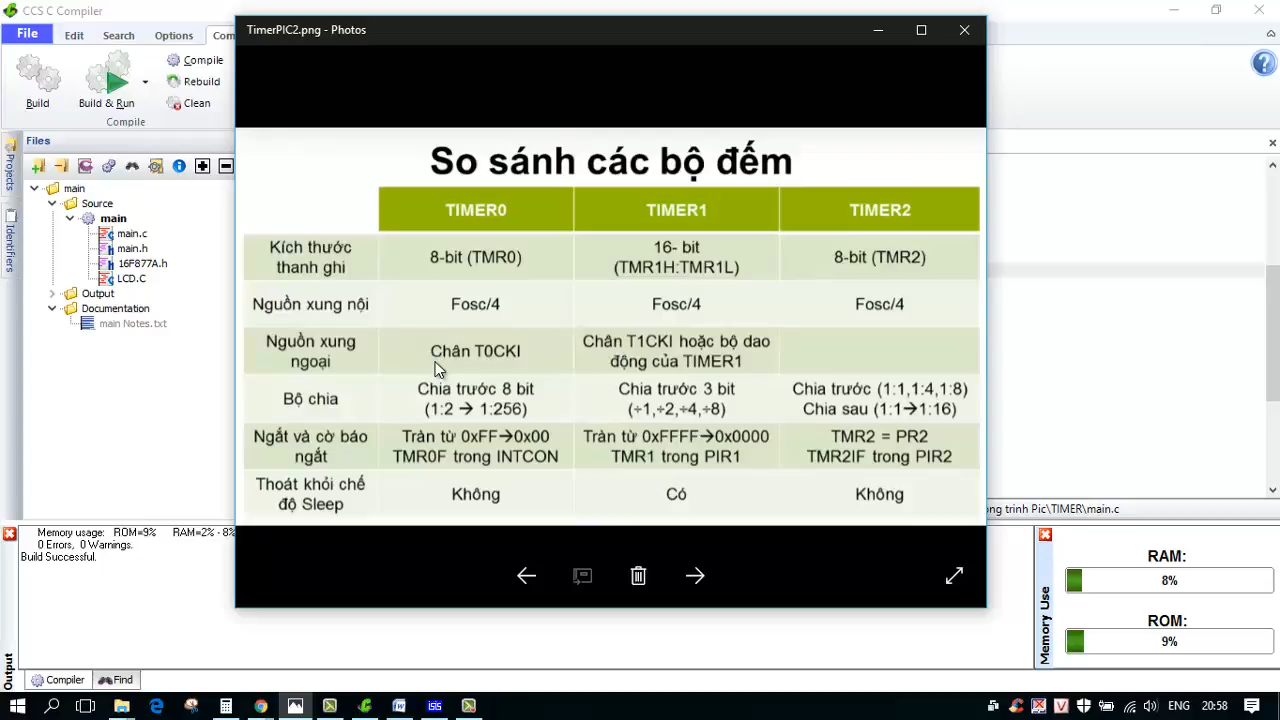 CCS C Compiler
TimerPIC2.png - Photos
File Edit Search Options Com
Compile
Rebuild
Clean
Build Build & Run
Compile
Files
Projects
Identifiers
main
Source
main
main.c
main.h
16F877A.h
LCD.C
Output
Documentation
main Notes.txt
So sánh các bộ đếm
TIMER0 TIMER1 TIMER2
Kích thước thanh ghi
8-bit (TMR0)
16- bit
(TMR1H:TMR1L)
8-bit (TMR2)
Nguồn xung nội Fosc/4 Fosc/4 Fosc/4
Nguồn xung ngoại
Chân T0CKI
Chân T1CKI hoặc bộ dao
động của TIMER1
Bộ chia
Chia trước 8 bit
(1:2 → 1:256)
Chia trước 3 bit
(÷1,÷2,÷4,÷8)
Chia trước (1:1,1:4,1:8)
Chia sau (1:1→1:16)
Ngắt và cờ báo ngắt
Tràn từ 0xFF→0x00
TMR0F trong INTCON
Tràn từ 0xFFFF→0x0000
TMR1 trong PIR1
TMR2 = PR2
TMR2IF trong PIR2
Thoát khỏi chế độ Sleep
Không Có Không
ng trinh Pic\TIMER\main.c
Memory usage: ROM=9% RAM=2% - 8%
0 Errors, 0 Warnings.
Build Successful.
Output
Compiler Find
Memory Use
RAM:
8%
ROM:
9%
ENG 20:58